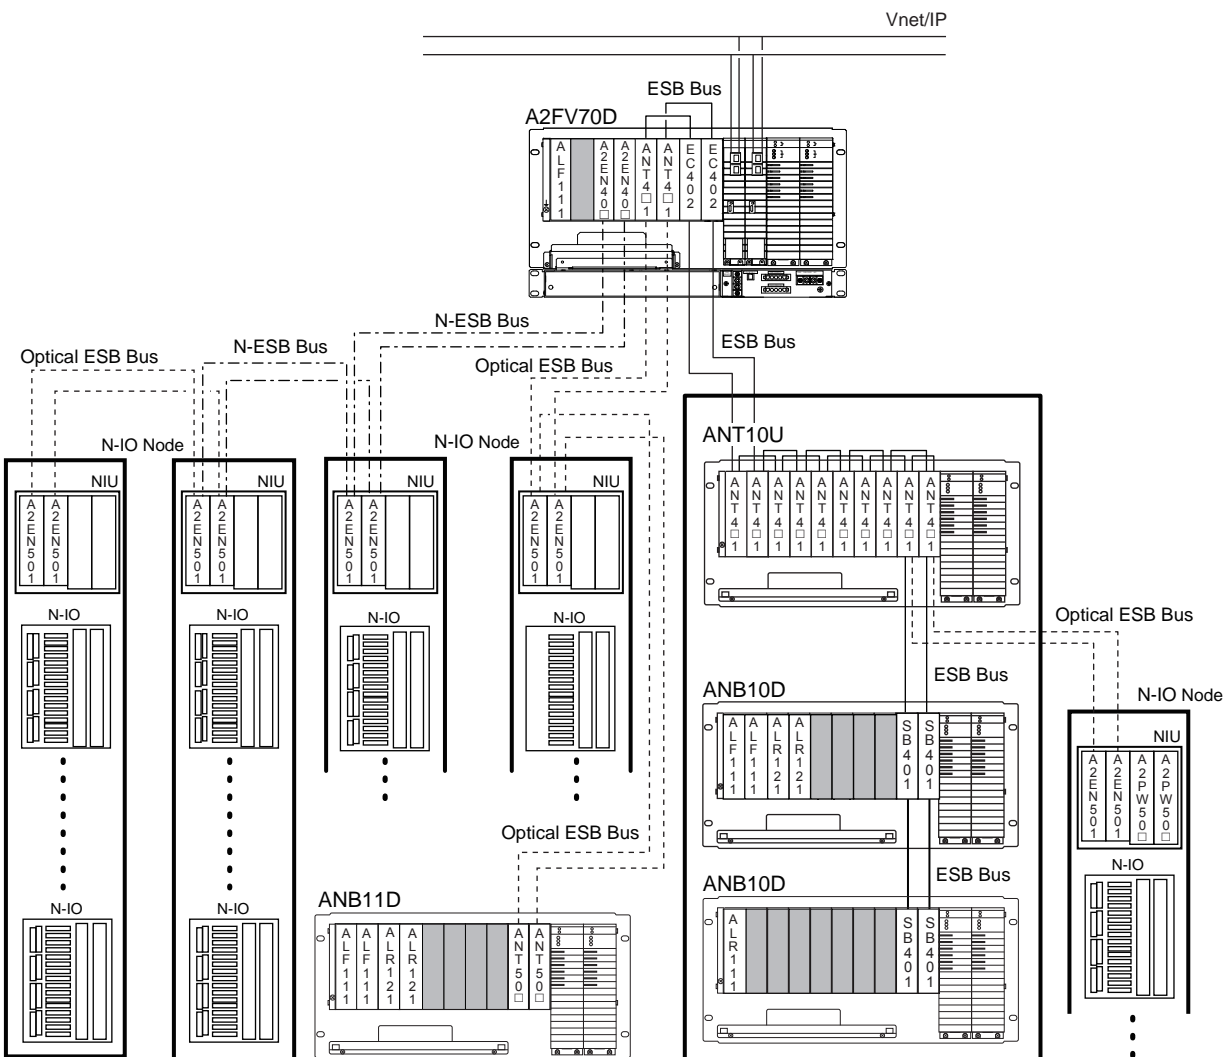 Vnet/IP
ESB Bus
A2FV70D
ALF111
A2EN40□
A2EN40□
ANT4□1
ANT4□1
EC402
EC402
N-ESB Bus
ESB Bus
N-ESB Bus
Optical ESB Bus
Optical ESB Bus
N-IO Node
N-IO Node
ANT10U
NIU
NIU
NIU
NIU
A2EN501
A2EN501
A2EN501
A2EN501
A2EN501
A2EN501
A2EN501
A2EN501
ANT4□1
ANT4□1
ANT4□1
ANT4□1
ANT4□1
ANT4□1
ANT4□1
ANT4□1
ANT4□1
ANT4□1
N-IO
N-IO
N-IO
N-IO
Optical ESB Bus
ESB Bus
ANB10D
N-IO Node
ALF111
ALF111
ALR121
ALR121
SB401
SB401
NIU
A2EN501
A2EN501
A2PW50□
A2PW50□
Optical ESB Bus
ESB Bus
ANB10D
N-IO
ANB11D
N-IO
N-IO
ALF111
ALF111
ALR121
ALR121
ANT50□
ANT50□
ALR111
SB401
SB401